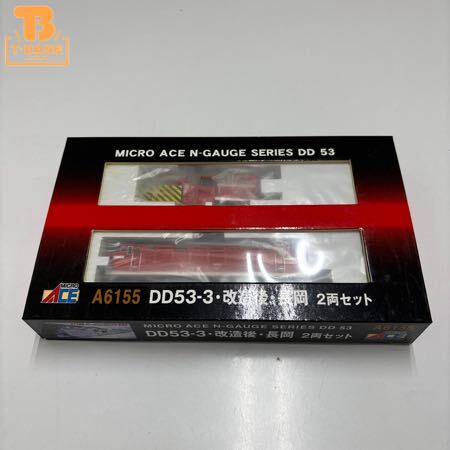 MICRO ACE N-GAUGE SERIES DD 53
MICRO
ACE
A6155 DD53-3・改造後・長岡 2両セット
MICRO ACE N-GAUGE SERIES DD 53
A6155
DD53-3・改造後・長岡 2両セット